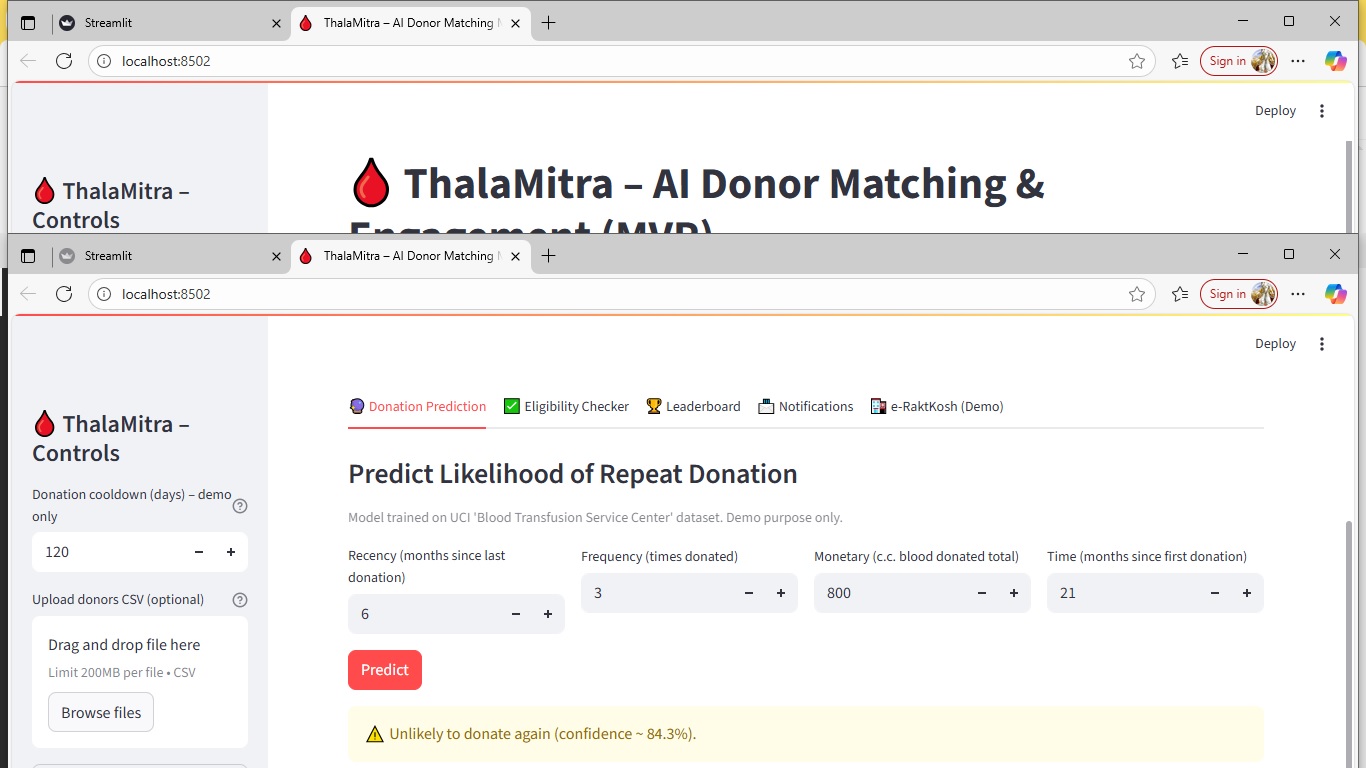 Streamlit
ThalaMitra – AI Donor Matching
localhost:8502
Sign in
Deploy
ThalaMitra –
Controls
ThalaMitra – AI Donor Matching &
Engagement (MVP)
Streamlit
ThalaMitra – AI Donor Matching
localhost:8502
Sign in
Deploy
ThalaMitra –
Controls
Donation cooldown (days) – demo
only
120
Upload donors CSV (optional)
Drag and drop file here
Limit 200MB per file • CSV
Browse files
Donation Prediction
Eligibility Checker
Leaderboard
Notifications
e-RaktKosh (Demo)
Predict Likelihood of Repeat Donation
Model trained on UCI 'Blood Transfusion Service Center' dataset. Demo purpose only.
Recency (months since last
donation)
6
Frequency (times donated)
3
Monetary (c.c. blood donated total)
800
Time (months since first donation)
21
Predict
Unlikely to donate again (confidence ~ 84.3%).